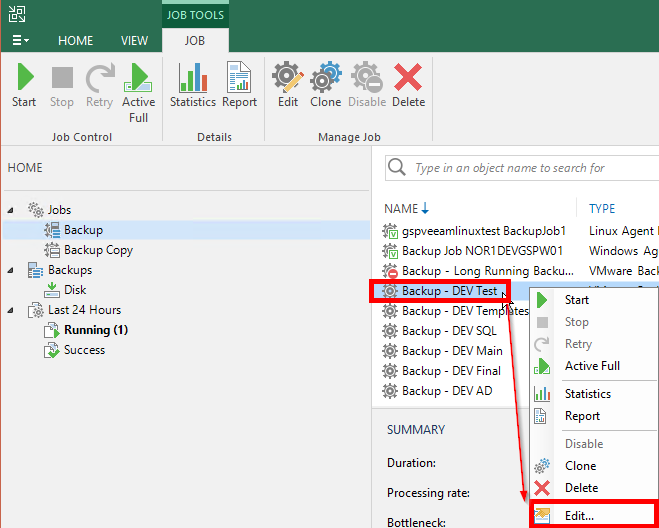 JOB TOOLS
HOME VIEW JOB
Start Stop Retry Active Full Statistics Report Edit Clone Disable Delete
Job Control Details Manage Job
HOME
Type in an object name to search for
Jobs
Backup
Backup Copy
Backups
Disk
Last 24 Hours
Running (1)
Success
NAME TYPE
gspveeamlinuxtest BackupJob1 Linux Agent
Backup Job NOR1DEVGSPW01 Windows Agen
Backup - Long Running Backu... VMware Backu
Backup - DEV Test
Backup - DEV Templates
Backup - DEV SQL
Backup - DEV Main
Backup - DEV Final
Backup - DEV AD
Start
Stop
Retry
Active Full
Statistics
Report
Disable
Clone
Delete
Edit...
SUMMARY
Duration:
Processing rate:
Bottleneck: